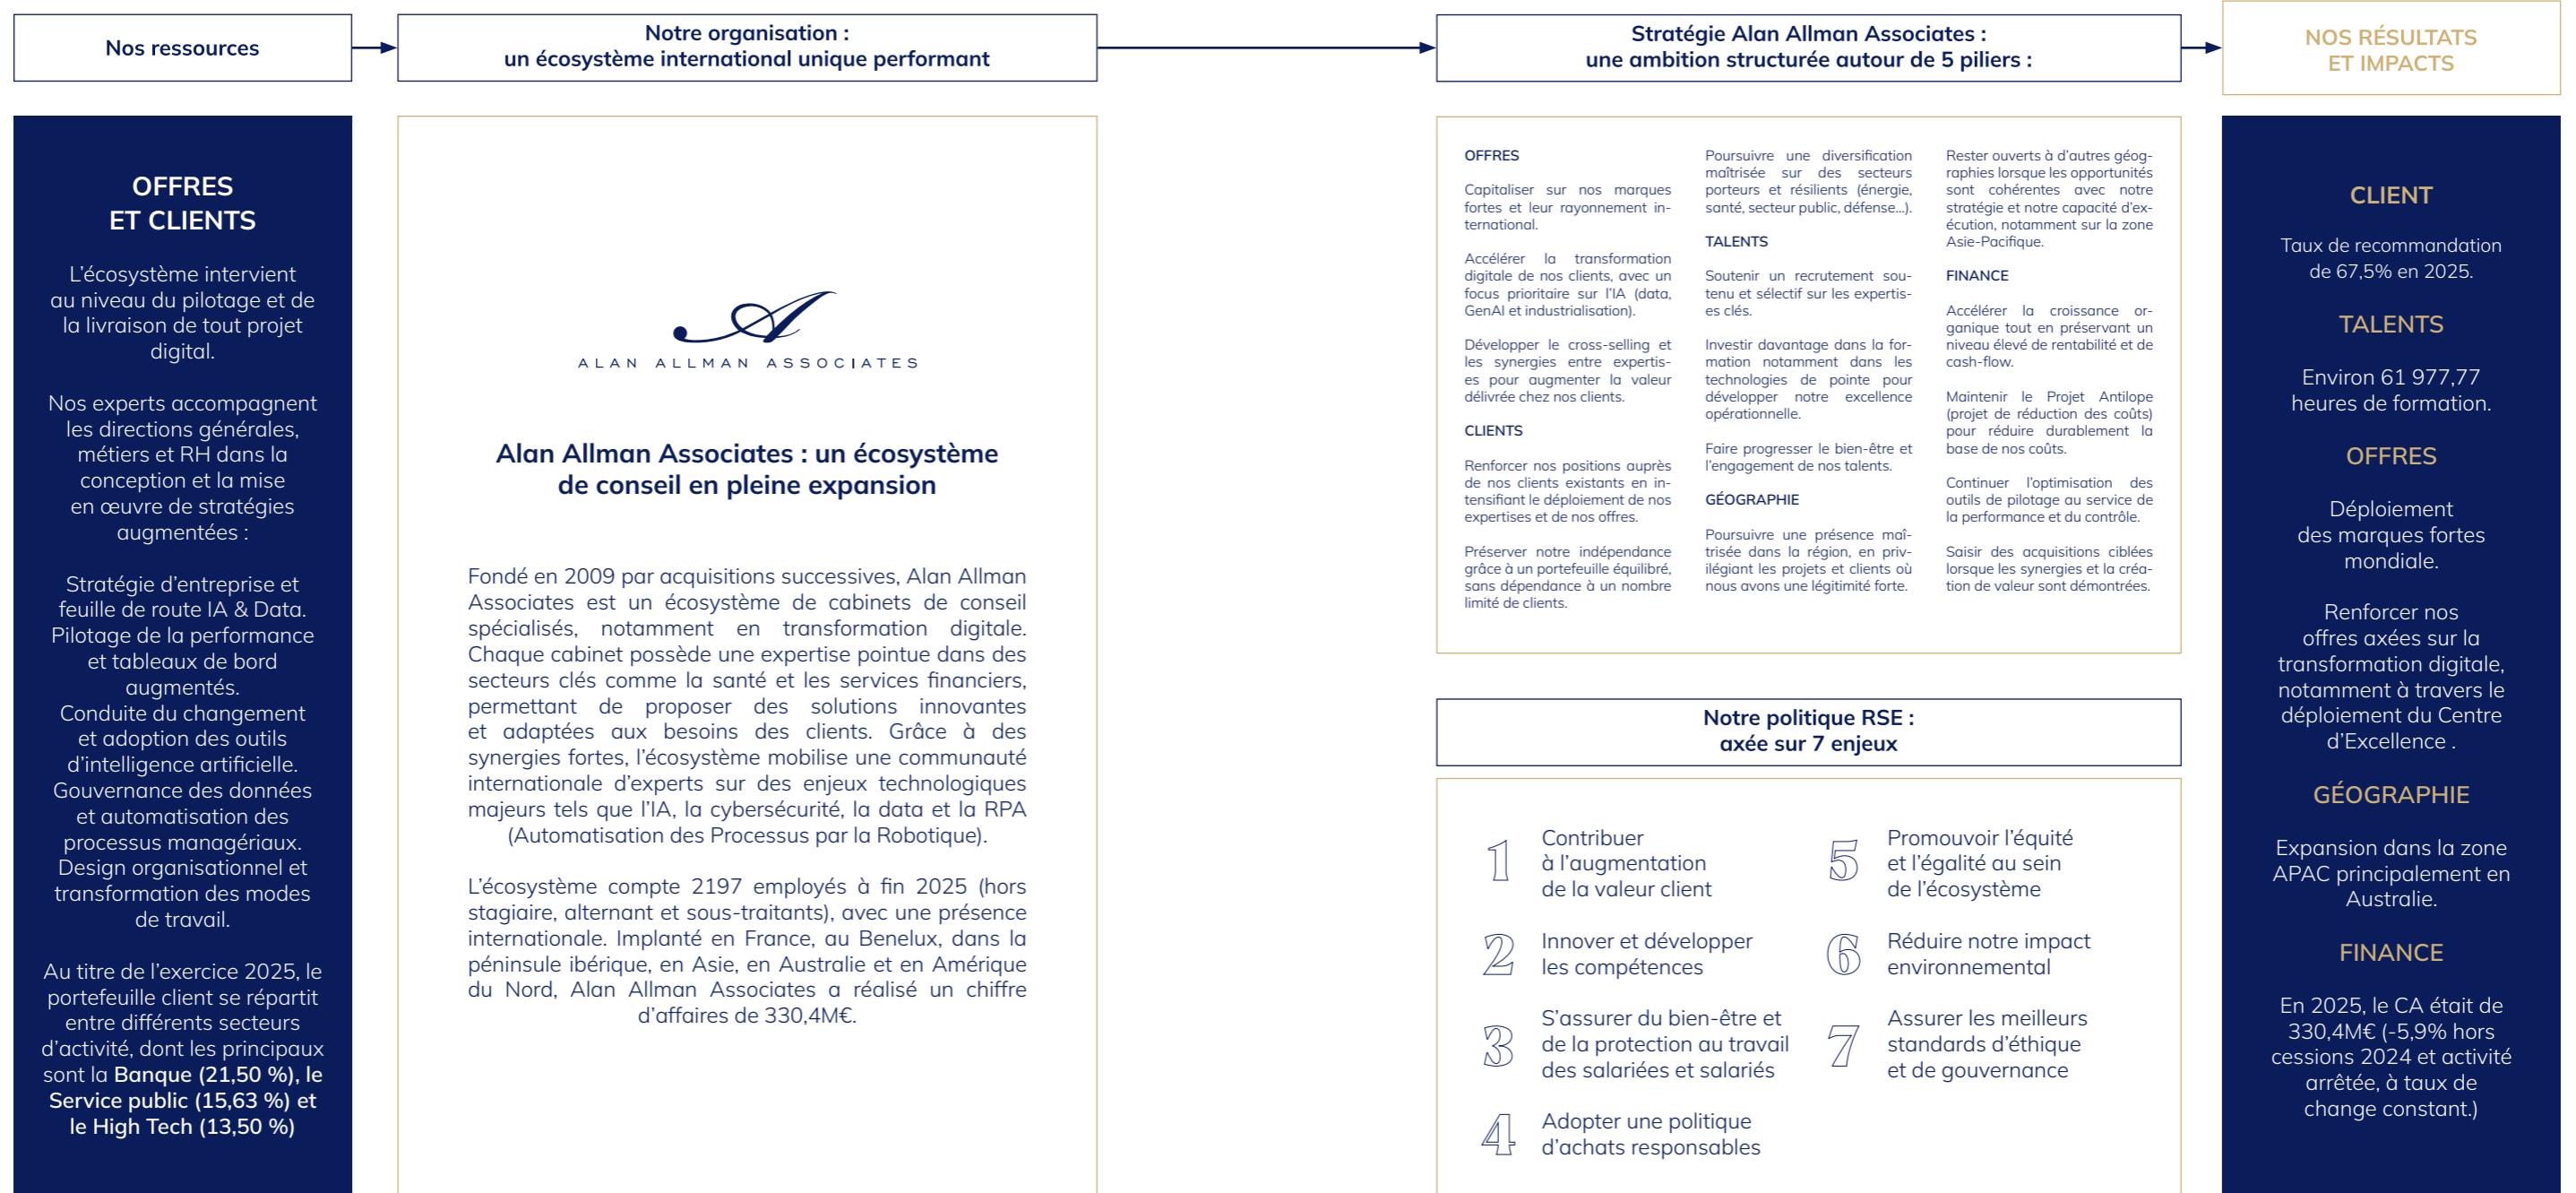 Nos ressources
Notre organisation :
un écosystème international unique performant
Stratégie Alan Allman Associates :
une ambition structurée autour de 5 piliers :
NOS RÉSULTATS
ET IMPACTS
OFFRES
ET CLIENTS
L'écosystème intervient
au niveau du pilotage et de
la livraison de tout projet
digital.
Nos experts accompagnent
les directions générales,
métiers et RH dans la
conception et la mise
en œuvre de stratégies
augmentées :
Stratégie d'entreprise et
feuille de route IA & Data.
Pilotage de la performance
et tableaux de bord
augmentés.
Conduite du changement
et adoption des outils
d'intelligence artificielle.
Gouvernance des données
et automatisation des
processus managériaux.
Design organisationnel et
transformation des modes
de travail.
Au titre de l'exercice 2025, le
portefeuille client se répartit
entre différents secteurs
d'activité, dont les principaux
sont la Banque (21,50 %), le
Service public (15,63 %) et
le High Tech (13,50 %)
A
ALAN ALLMAN ASSOCIATES
Alan Allman Associates : un écosystème
de conseil en pleine expansion
Fondé en 2009 par acquisitions successives, Alan Allman
Associates est un écosystème de cabinets de conseil
spécialisés, notamment en transformation digitale.
Chaque cabinet possède une expertise pointue dans des
secteurs clés comme la santé et les services financiers,
permettant de proposer des solutions innovantes
et adaptées aux besoins des clients. Grâce à des
synergies fortes, l'écosystème mobilise une communauté
internationale d'experts sur des enjeux technologiques
majeurs tels que l'IA, la cybersécurité, la data et la RPA
(Automatisation des Processus par la Robotique).
L'écosystème compte 2197 employés à fin 2025 (hors
stagiaire, alternant et sous-traitants), avec une présence
internationale. Implanté en France, au Benelux, dans la
péninsule ibérique, en Asie, en Australie et en Amérique
du Nord, Alan Allman Associates a réalisé un chiffre
d'affaires de 330,4M€.
OFFRES
Capitaliser sur nos marques
fortes et leur rayonnement in-
ternational.
Accélérer la transformation
digitale de nos clients, avec un
focus prioritaire sur l'IA (data,
GenAI et industrialisation).
Développer le cross-selling et
les synergies entre expertis-
es pour augmenter la valeur
délivrée chez nos clients.
CLIENTS
Renforcer nos positions auprès
de nos clients existants en in-
tensifiant le déploiement de nos
expertises et de nos offres.
Préserver notre indépendance
grâce à un portefeuille équilibré,
sans dépendance à un nombre
limité de clients.
Poursuivre une diversification
maîtrisée sur des secteurs
porteurs et résilients (énergie,
santé, secteur public, défense...).
TALENTS
Soutenir un recrutement sou-
tenu et sélectif sur les expertis-
es clés.
Investir davantage dans la for-
mation notamment dans les
technologies de pointe pour
développer notre excellence
opérationnelle.
Faire progresser le bien-être et
l'engagement de nos talents.
GÉOGRAPHIE
Poursuivre une présence maî-
trisée dans la région, en priv-
ilégiant les projets et clients où
nous avons une légitimité forte.
Rester ouverts à d'autres géog-
raphies lorsque les opportunités
sont cohérentes avec notre
stratégie et notre capacité d'ex-
écution, notamment sur la zone
Asie-Pacifique.
FINANCE
Accélérer la croissance or-
ganique tout en préservant un
niveau élevé de rentabilité et de
cash-flow.
Maintenir le Projet Antilope
(projet de réduction des coûts)
pour réduire durablement la
base de nos coûts.
Continuer l'optimisation des
outils de pilotage au service de
la performance et du contrôle.
Saisir des acquisitions ciblées
lorsque les synergies et la créa-
tion de valeur sont démontrées.
Notre politique RSE :
axée sur 7 enjeux
1
Contribuer
à l'augmentation
de la valeur client
2
Innover et développer
les compétences
3
S'assurer du bien-être et
de la protection au travail
des salariées et salariés
4
Adopter une politique
d'achats responsables
5
Promouvoir l'équité
et l'égalité au sein
de l'écosystème
6
Réduire notre impact
environnemental
7
Assurer les meilleurs
standards d'éthique
et de gouvernance
CLIENT
Taux de recommandation
de 67,5% en 2025.
TALENTS
Environ 61 977,77
heures de formation.
OFFRES
Déploiement
des marques fortes
mondiale.
Renforcer nos
offres axées sur la
transformation digitale,
notamment à travers le
déploiement du Centre
d'Excellence .
GÉOGRAPHIE
Expansion dans la zone
APAC principalement en
Australie.
FINANCE
En 2025, le CA était de
330,4M€ (-5,9% hors
cessions 2024 et activité
arrêtée, à taux de
change constant.)